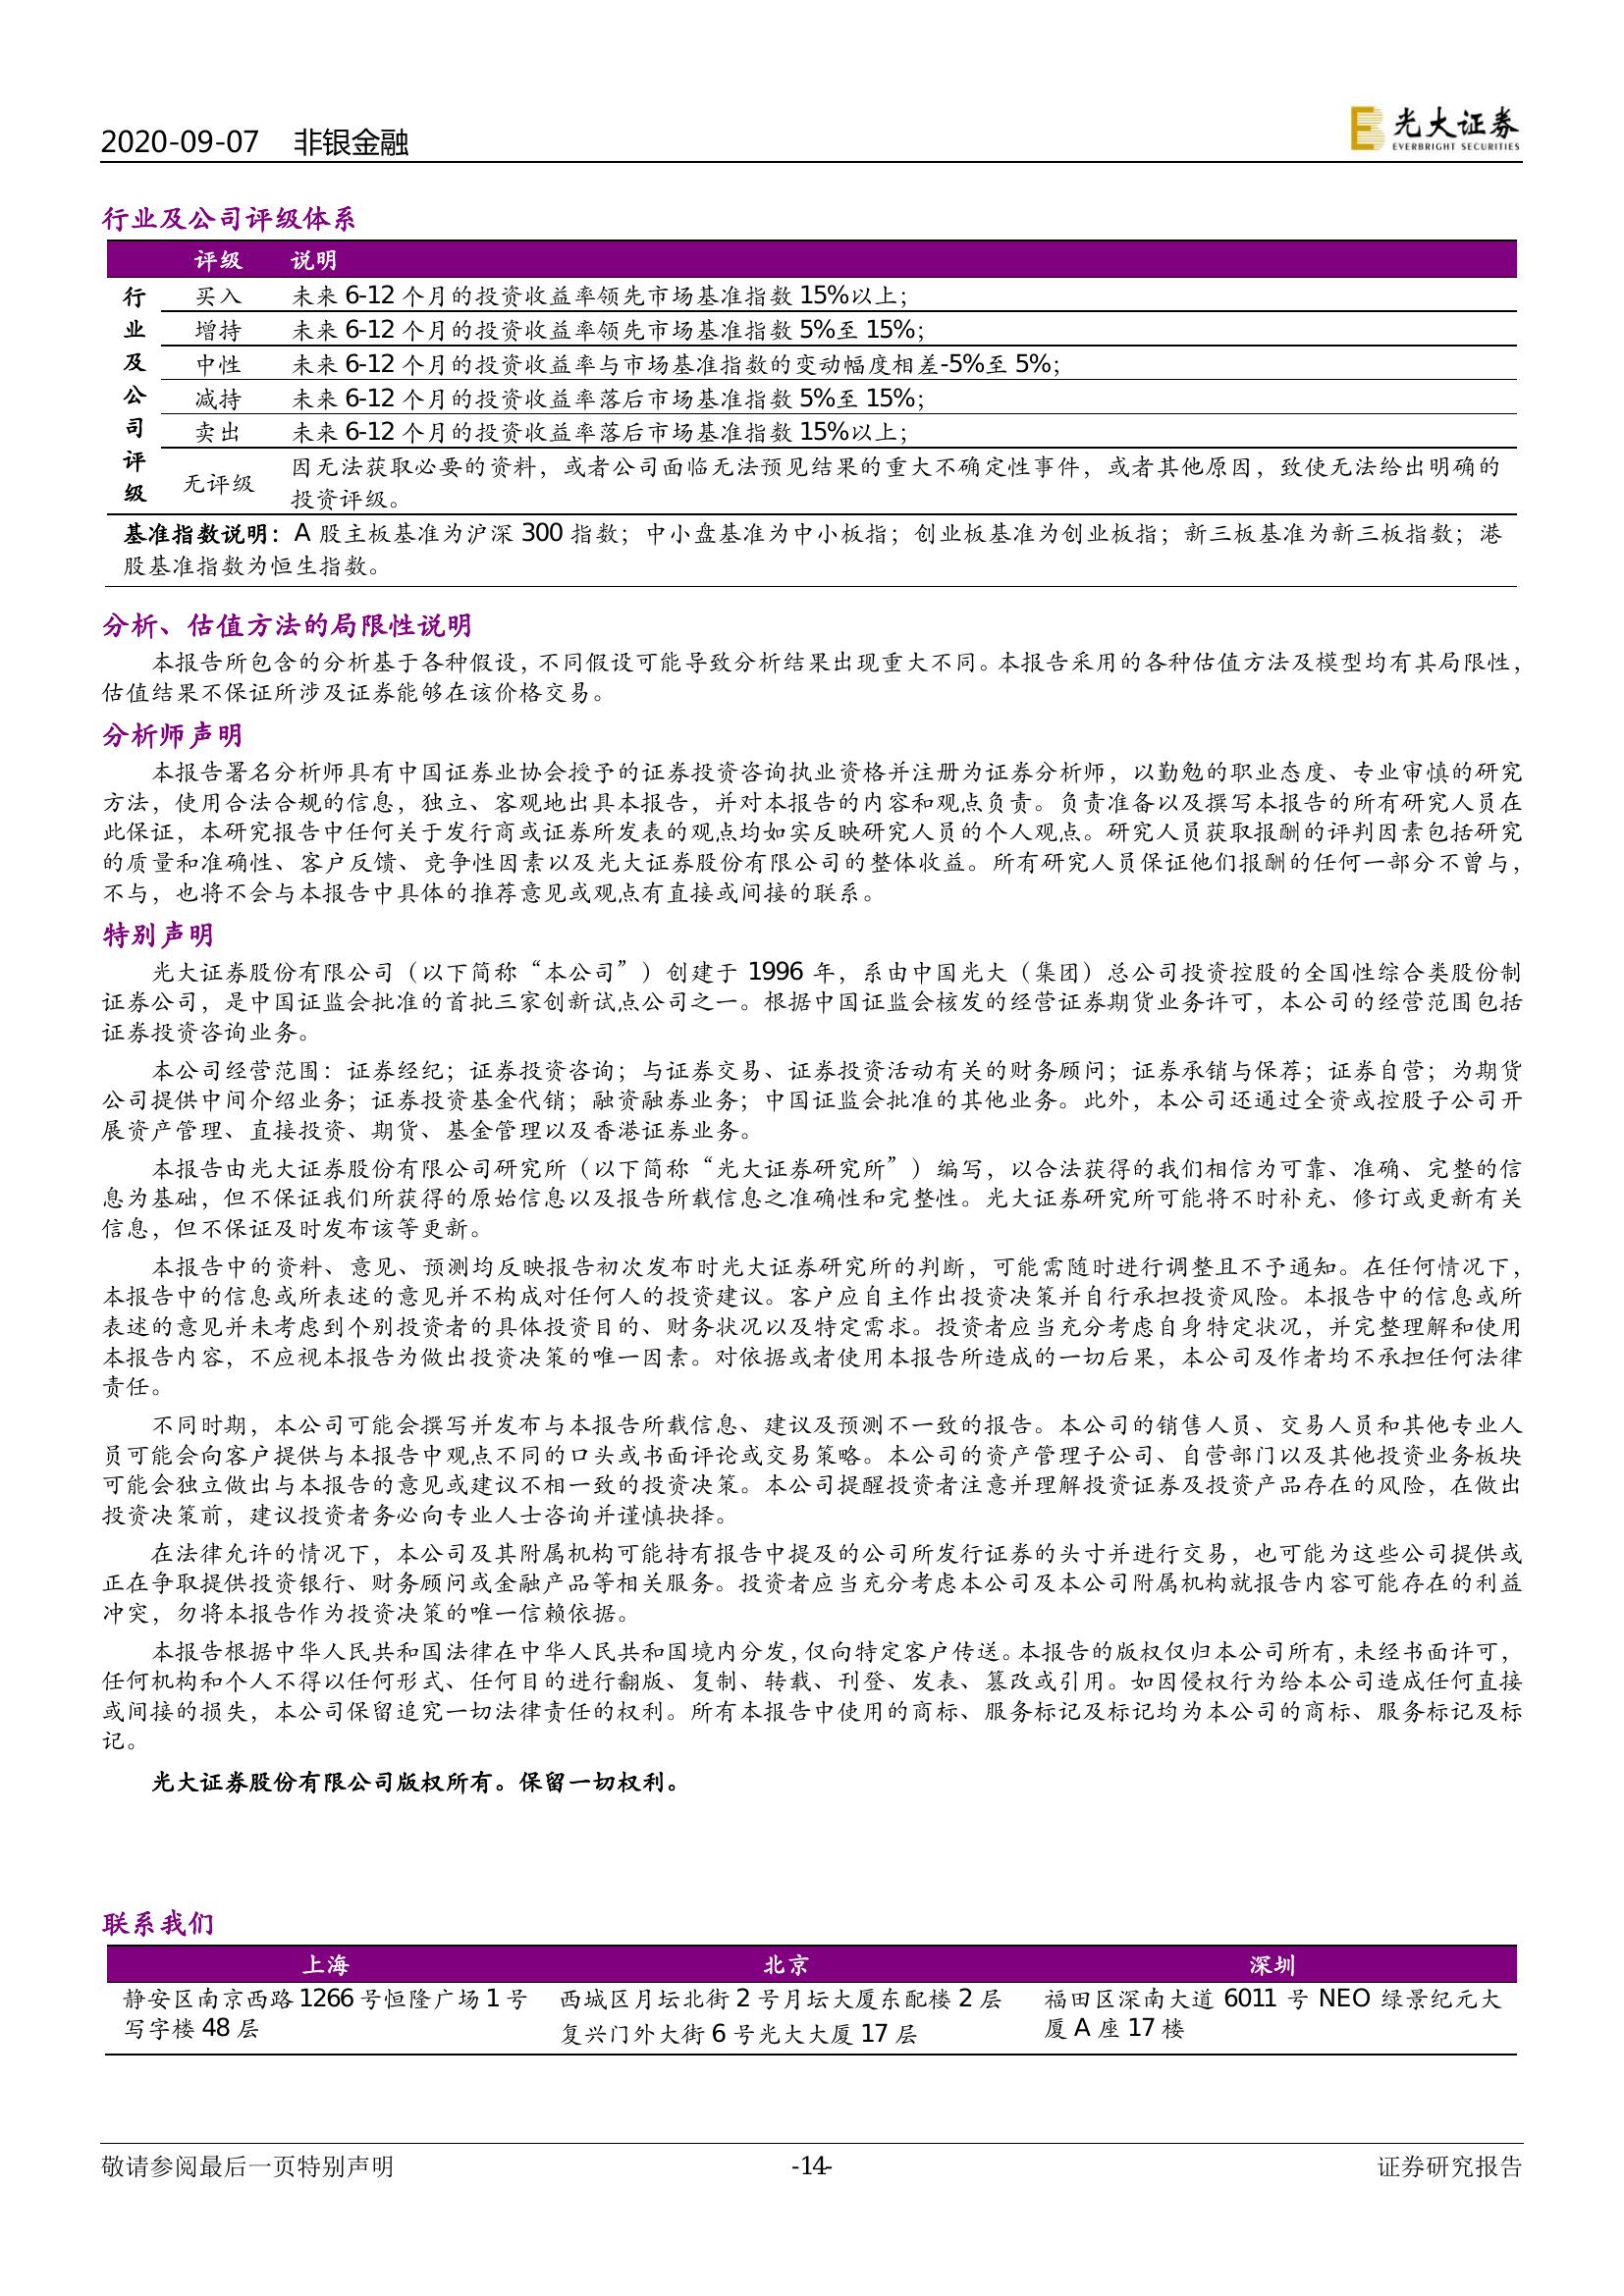 2020-09-07 非银金融
光大证券
EVERBRIGHT SECURITIES
行业及公司评级体系
评级 说明
行业及公司评级
买入 未来 6-12 个月的投资收益率领先市场基准指数 15%以上；
增持 未来 6-12 个月的投资收益率领先市场基准指数 5%至 15%；
中性 未来 6-12 个月的投资收益率与市场基准指数的变动幅度相差-5%至 5%；
减持 未来 6-12 个月的投资收益率落后市场基准指数 5%至 15%；
卖出 未来 6-12 个月的投资收益率落后市场基准指数 15%以上；
无评级 因无法获取必要的资料，或者公司面临无法预见结果的重大不确定性事件，或者其他原因，致使无法给出明确的
投资评级。
基准指数说明：A 股主板基准为沪深 300 指数；中小盘基准为中小板指；创业板基准为创业板指；新三板基准为新三板指数；港
股基准指数为恒生指数。
分析、估值方法的局限性说明
本报告所包含的分析基于各种假设，不同假设可能导致分析结果出现重大不同。本报告采用的各种估值方法及模型均有其局限性，
估值结果不保证所涉及证券能够在该价格交易。
分析师声明
本报告署名分析师具有中国证券业协会授予的证券投资咨询执业资格并注册为证券分析师，以勤勉的职业态度、专业审慎的研究
方法，使用合法合规的信息，独立、客观地出具本报告，并对本报告的内容和观点负责。负责准备以及撰写本报告的所有研究人员在
此保证，本研究报告中任何关于发行商或证券所发表的观点均如实反映研究人员的个人观点。研究人员获取报酬的评判因素包括研究
的质量和准确性、客户反馈、竞争性因素以及光大证券股份有限公司的整体收益。所有研究人员保证他们报酬的任何一部分不曾与，
不与，也将不会与本报告中具体的推荐意见或观点有直接或间接的联系。
特别声明
光大证券股份有限公司（以下简称“本公司”）创建于 1996 年，系由中国光大（集团）总公司投资控股的全国性综合类股份制
证券公司，是中国证监会批准的首批三家创新试点公司之一。根据中国证监会核发的经营证券期货业务许可，本公司的经营范围包括
证券投资咨询业务。
本公司经营范围：证券经纪；证券投资咨询；与证券交易、证券投资活动有关的财务顾问；证券承销与保荐；证券自营；为期货
公司提供中间介绍业务；证券投资基金代销；融资融券业务；中国证监会批准的其他业务。此外，本公司还通过全资或控股子公司开
展资产管理、直接投资、期货、基金管理以及香港证券业务。
本报告由光大证券股份有限公司研究所（以下简称“光大证券研究所”）编写，以合法获得的我们相信为可靠、准确、完整的信
息为基础，但不保证我们所获得的原始信息以及报告所载信息之准确性和完整性。光大证券研究所可能将不时补充、修订或更新有关
信息，但不保证及时发布该等更新。
本报告中的资料、意见、预测均反映报告初次发布时光大证券研究所的判断，可能需随时进行调整且不予通知。在任何情况下，
本报告中的信息或所表述的意见并不构成对任何人的投资建议。客户应自主作出投资决策并自行承担投资风险。本报告中的信息或所
表述的意见并未考虑到个别投资者的具体投资目的、财务状况以及特定需求。投资者应当充分考虑自身特定状况，并完整理解和使用
本报告内容，不应视本报告为做出投资决策的唯一因素。对依据或者使用本报告所造成的一切后果，本公司及作者均不承担任何法律
责任。
不同时期，本公司可能会撰写并发布与本报告所载信息、建议及预测不一致的报告。本公司的销售人员、交易人员和其他专业人
员可能会向客户提供与本报告中观点不同的口头或书面评论或交易策略。本公司的资产管理子公司、自营部门以及其他投资业务板块
可能会独立做出与本报告的意见或建议不相一致的投资决策。本公司提醒投资者注意并理解投资证券及投资产品存在的风险，在做出
投资决策前，建议投资者务必向专业人士咨询并谨慎抉择。
在法律允许的情况下，本公司及其附属机构可能持有报告中提及的公司所发行证券的头寸并进行交易，也可能为这些公司提供或
正在争取提供投资银行、财务顾问或金融产品等相关服务。投资者应当充分考虑本公司及本公司附属机构就报告内容可能存在的利益
冲突，勿将本报告作为投资决策的唯一信赖依据。
本报告根据中华人民共和国法律在中华人民共和国境内分发，仅向特定客户传送。本报告的版权仅归本公司所有，未经书面许可，
任何机构和个人不得以任何形式、任何目的进行翻版、复制、转载、刊登、发表、篡改或引用。如因侵权行为给本公司造成任何直接
或间接的损失，本公司保留追究一切法律责任的权利。所有本报告中使用的商标、服务标记及标记均为本公司的商标、服务标记及标
记。
光大证券股份有限公司版权所有。保留一切权利。
联系我们
上海 北京 深圳
静安区南京西路 1266 号恒隆广场 1 号
写字楼 48 层
西城区月坛北街 2 号月坛大厦东配楼 2 层
复兴门外大街 6 号光大大厦 17 层
福田区深南大道 6011 号 NEO 绿景纪元大
厦 A 座 17 楼
敬请参阅最后一页特别声明 -14- 证券研究报告